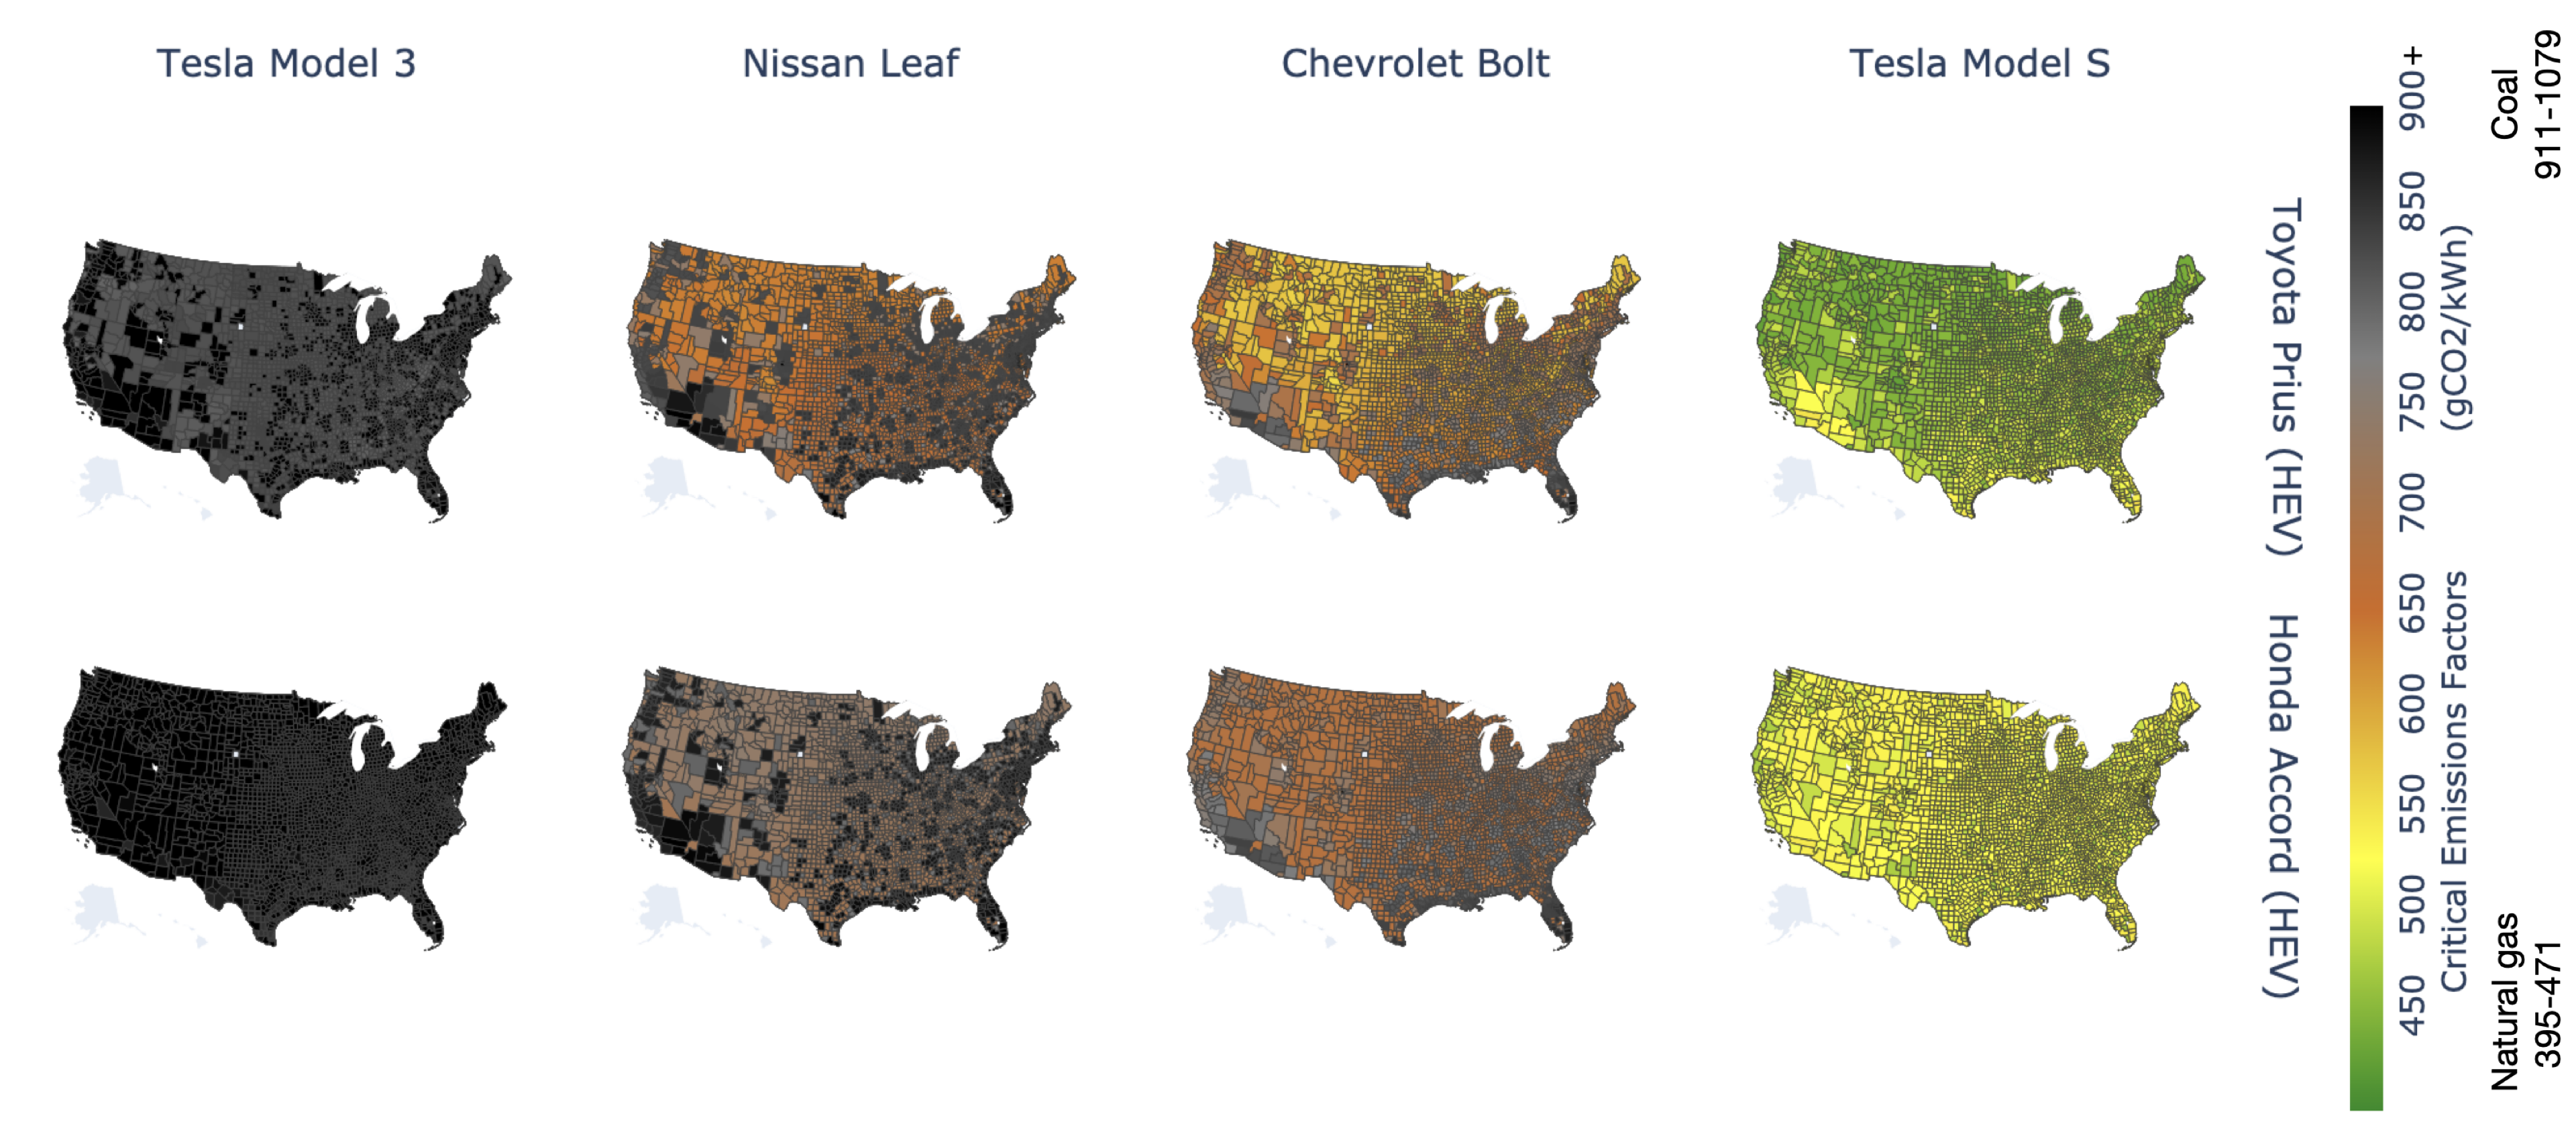 Tesla Model 3
Nissan Leaf
Chevrolet Bolt
Tesla Model S
Toyota Prius (HEV)
Honda Accord (HEV)
900+
850
800
750
700
650
600
550
500
450
Critical Emissions Factors
(gCO2/kWh)
Coal
911-1079
Natural gas
395-471